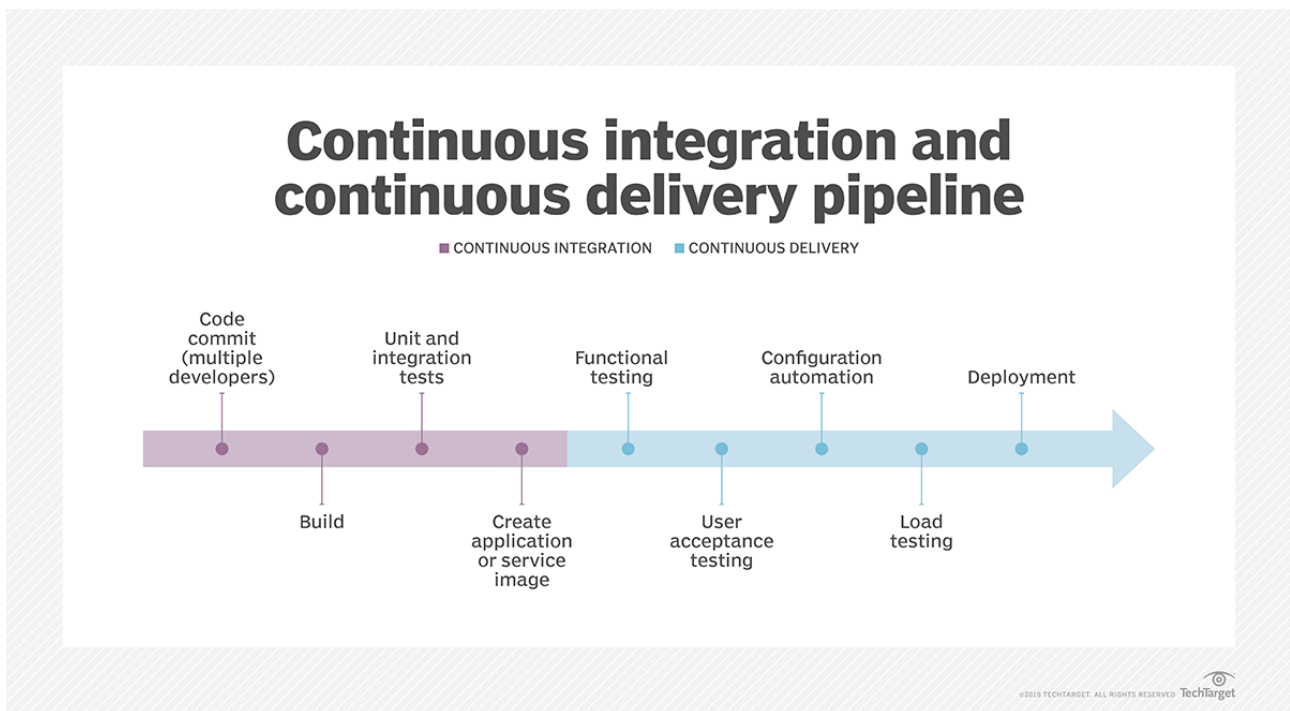 Continuous integration and
continuous delivery pipeline
CONTINUOUS INTEGRATION
CONTINUOUS DELIVERY
Code
commit
(multiple
developers)
Build
Unit and
integration
tests
Create
application
or service
image
Functional
testing
User
acceptance
testing
Configuration
automation
Load
testing
Deployment
©2019 TECHTARGET. ALL RIGHTS RESERVED
TechTarget